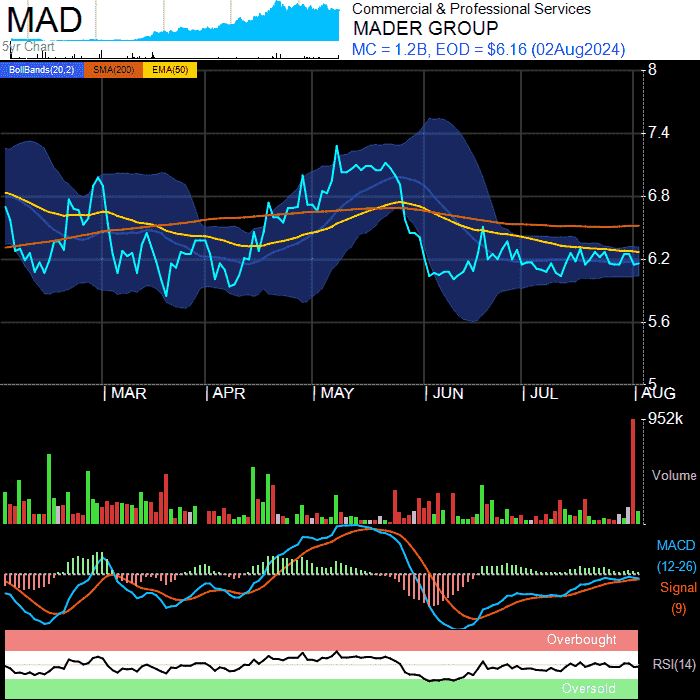 MAD
5yr Chart
Commercial & Professional Services
MADER GROUP
MC = 1.2B, EOD = $6.16 (02Aug2024)
BollBands(20,2) SMA(200) EMA(50)
8
7.4
6.8
6.2
5.6
5
MAR APR MAY JUN JUL AUG
952k
Volume
MACD
(12-26)
Signal
(9)
Overbought
RSI(14)
Oversold